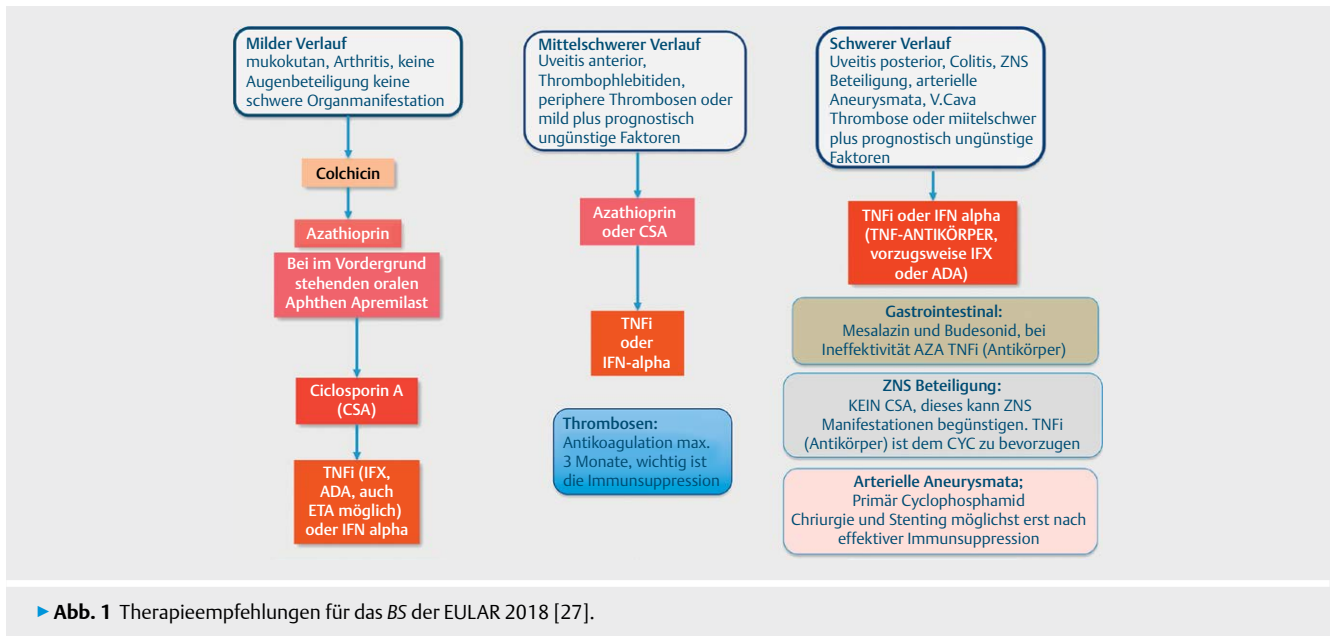 Milder Verlauf
mukokutan, Arthritis, keine
Augenbeteiligung keine
schwere Organmanifestation
Colchicin
Azathioprin
Bei im Vordergrund
stehenden oralen
Aphthen Apremilast
Ciclosporin A
(CSA)
TNFi (IFX,
ADA, auch
ETA möglich)
oder IFN alpha
Mittelschwerer Verlauf
Uveitis anterior,
Thrombophlebitiden,
periphere Thrombosen oder
mild plus prognostisch
ungünstige Faktoren
Azathioprin
oder CSA
TNFi
oder
IFN-alpha
Thrombosen:
Antikoagulation max.
3 Monate, wichtig ist
die Immunsuppression
Schwerer Verlauf
Uveitis posterior, Colitis, ZNS
Beteiligung, arterielle
Aneurysmata, V.Cava
Thrombose oder miitelschwer
plus prognostisch ungünstige
Faktoren
TNFi oder IFN alpha
(TNF-ANTIKÖRPER,
vorzugsweise IFX
oder ADA)
Gastrointestinal:
Mesalazin und Budesonid, bei
Ineffektivität AZA TNFi (Antikörper)
ZNS Beteiligung:
KEIN CSA, dieses kann ZNS
Manifestationen begünstigen. TNFi
(Antikörper) ist dem CYC zu bevorzugen
Arterielle Aneurysmata;
Primär Cyclophosphamid
Chriurgie und Stenting möglichst erst nach
effektiver Immunsuppression
▶ Abb. 1 Therapieempfehlungen für das BS der EULAR 2018 [27].